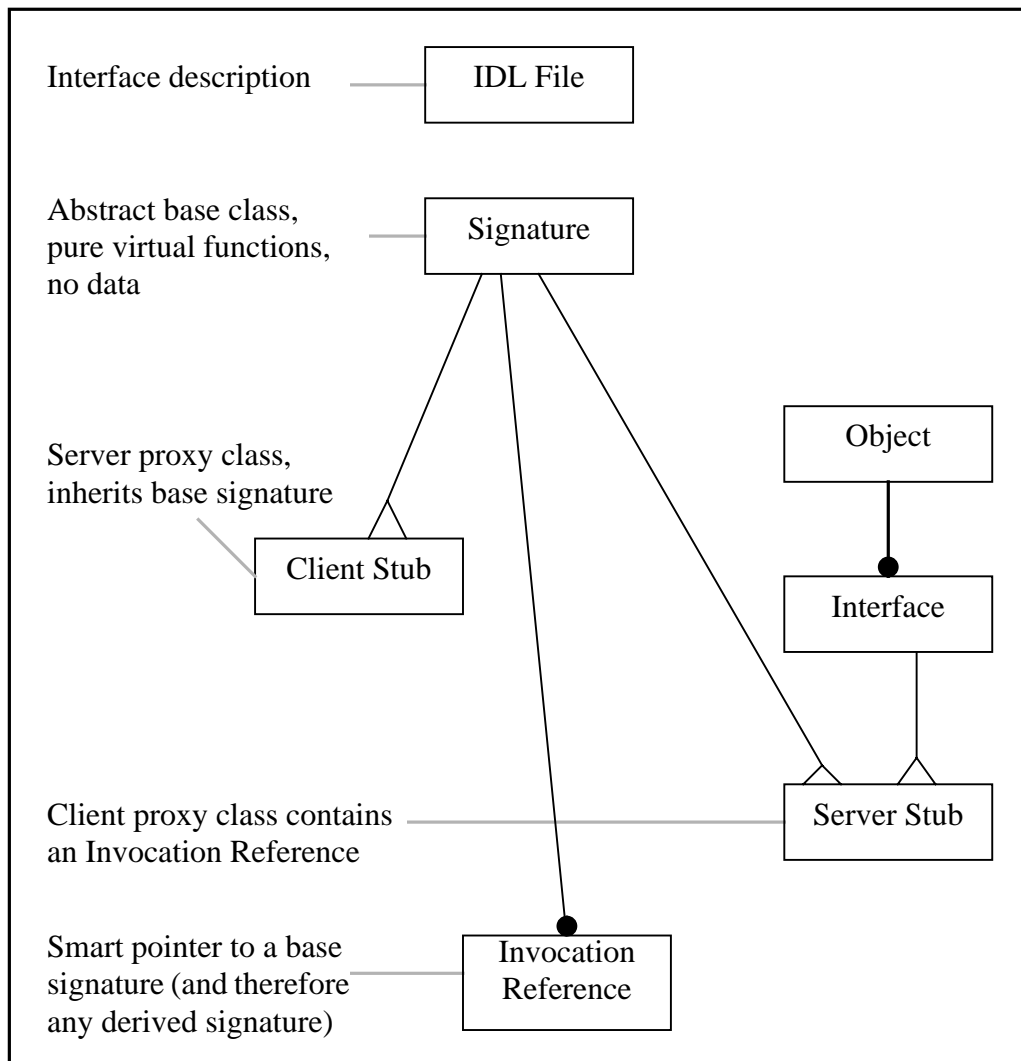 Interface description
IDL File
Abstract base class,
pure virtual functions,
no data
Signature
Object
Server proxy class,
inherits base signature
Client Stub
Interface
Client proxy class contains
an Invocation Reference
Server Stub
Smart pointer to a base
signature (and therefore
any derived signature)
Invocation
Reference